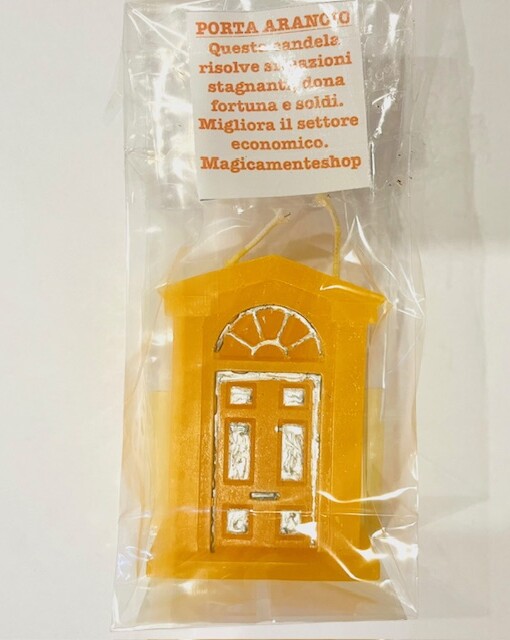 PORTA ARANCIO
Questa candela
risolve situazioni
stagnanti, dona
fortuna e soldi.
Migliora il settore
economico.
Magicamenteshop